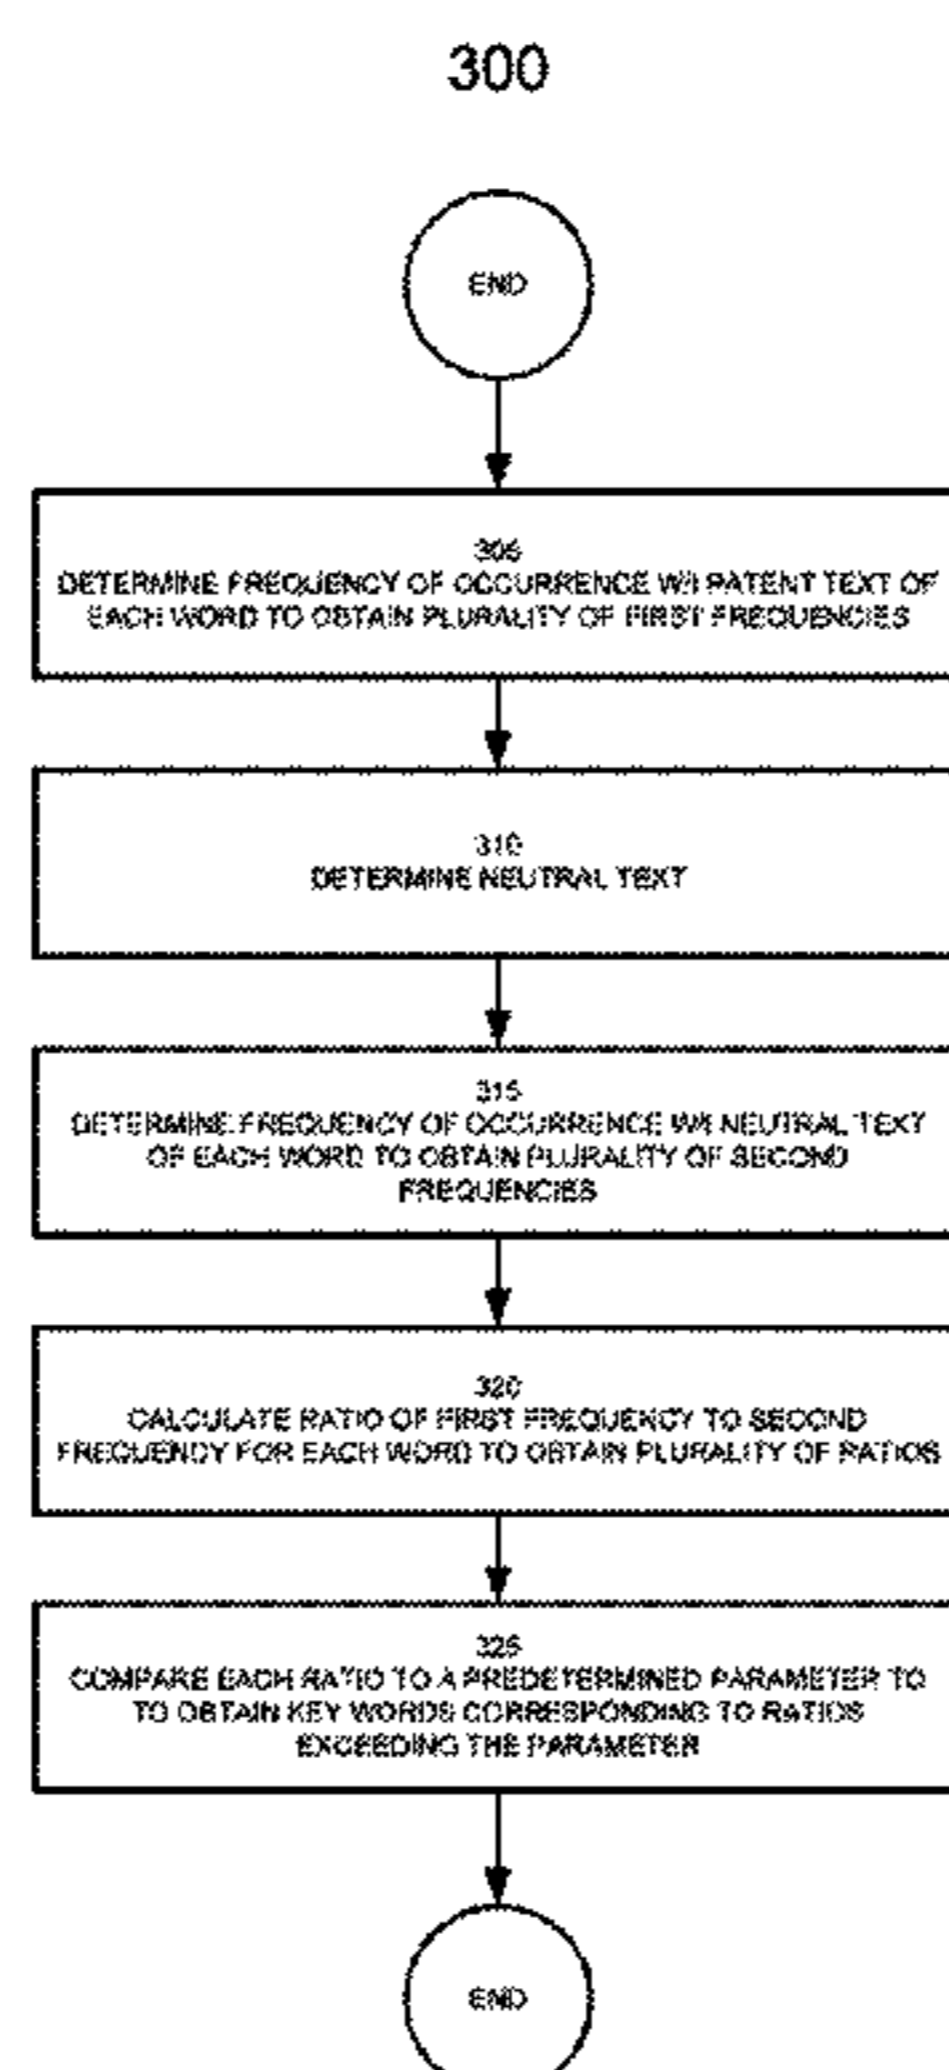 300
END
305
DETERMINE FREQUENCY OF OCCURRENCE W/I PATENT TEXT OF
EACH WORD TO OBTAIN PLURALITY OF FIRST FREQUENCIES
310
DETERMINE NEUTRAL TEXT
315
DETERMINE FREQUENCY OF OCCURRENCE W/I NEUTRAL TEXT
OF EACH WORD TO OBTAIN PLURALITY OF SECOND
FREQUENCIES
320
CALCULATE RATIO OF FIRST FREQUENCY TO SECOND
FREQUENCY FOR EACH WORD TO OBTAIN PLURALITY OF RATIOS
325
COMPARE EACH RATIO TO A PREDETERMINED PARAMETER TO
TO OBTAIN KEY WORDS CORRESPONDING TO RATIOS
EXCEEDING THE PARAMETER
END